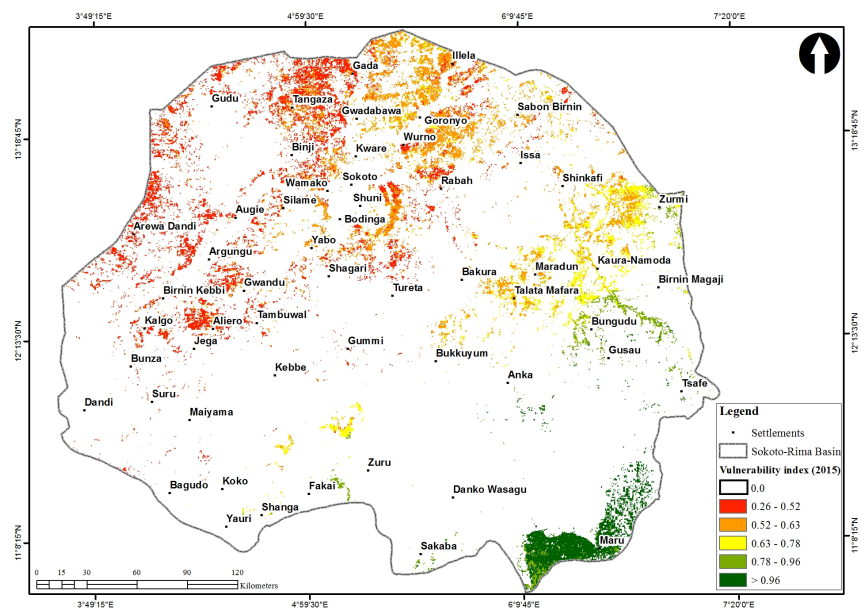 3°49'15"E 4°59'30"E 6°9'45"E 7°20'0"E
Illela
Gada
Gudu
Tangaza
Gwadabawa
Sabon Birnin
Goronyo
13°18'45"N
13°18'45"N
Wurno
Binji
Kware
Issa
Wamako
Sokoto
Rabah
Shinkafi
Silame
Shuni
Zurmi
Augie
Bodinga
Arewa Dandi
Yabo
Argungu
Shagari
Bakura
Maradun
Kaura-Namoda
Birnin Kebbi
Gwandu
Tureta
Talata Mafara
Birnin Magaji
Kalgo
Aliero
Tambuwal
Bungudu
12°13'30"N
12°13'30"N
Jega
Gummi
Bunza
Bukkuyum
Gusau
Kebbe
Anka
Tsafe
Dandi
Suru
Maiyama
Zuru
Bagudo
Koko
Fakai
Danko Wasagu
Shanga
Yauri
Sakaba
Maru
11°8'15"N
11°8'15"N
Legend
Settlements
Sokoto-Rima Basin
Vulnerability index (2015)
0.0
0.26 - 0.52
0.52 - 0.63
0.63 - 0.78
0.78 - 0.96
> 0.96
0 15 30 60 90 120
Kilometers
3°49'15"E 4°59'30"E 6°9'45"E 7°20'0"E